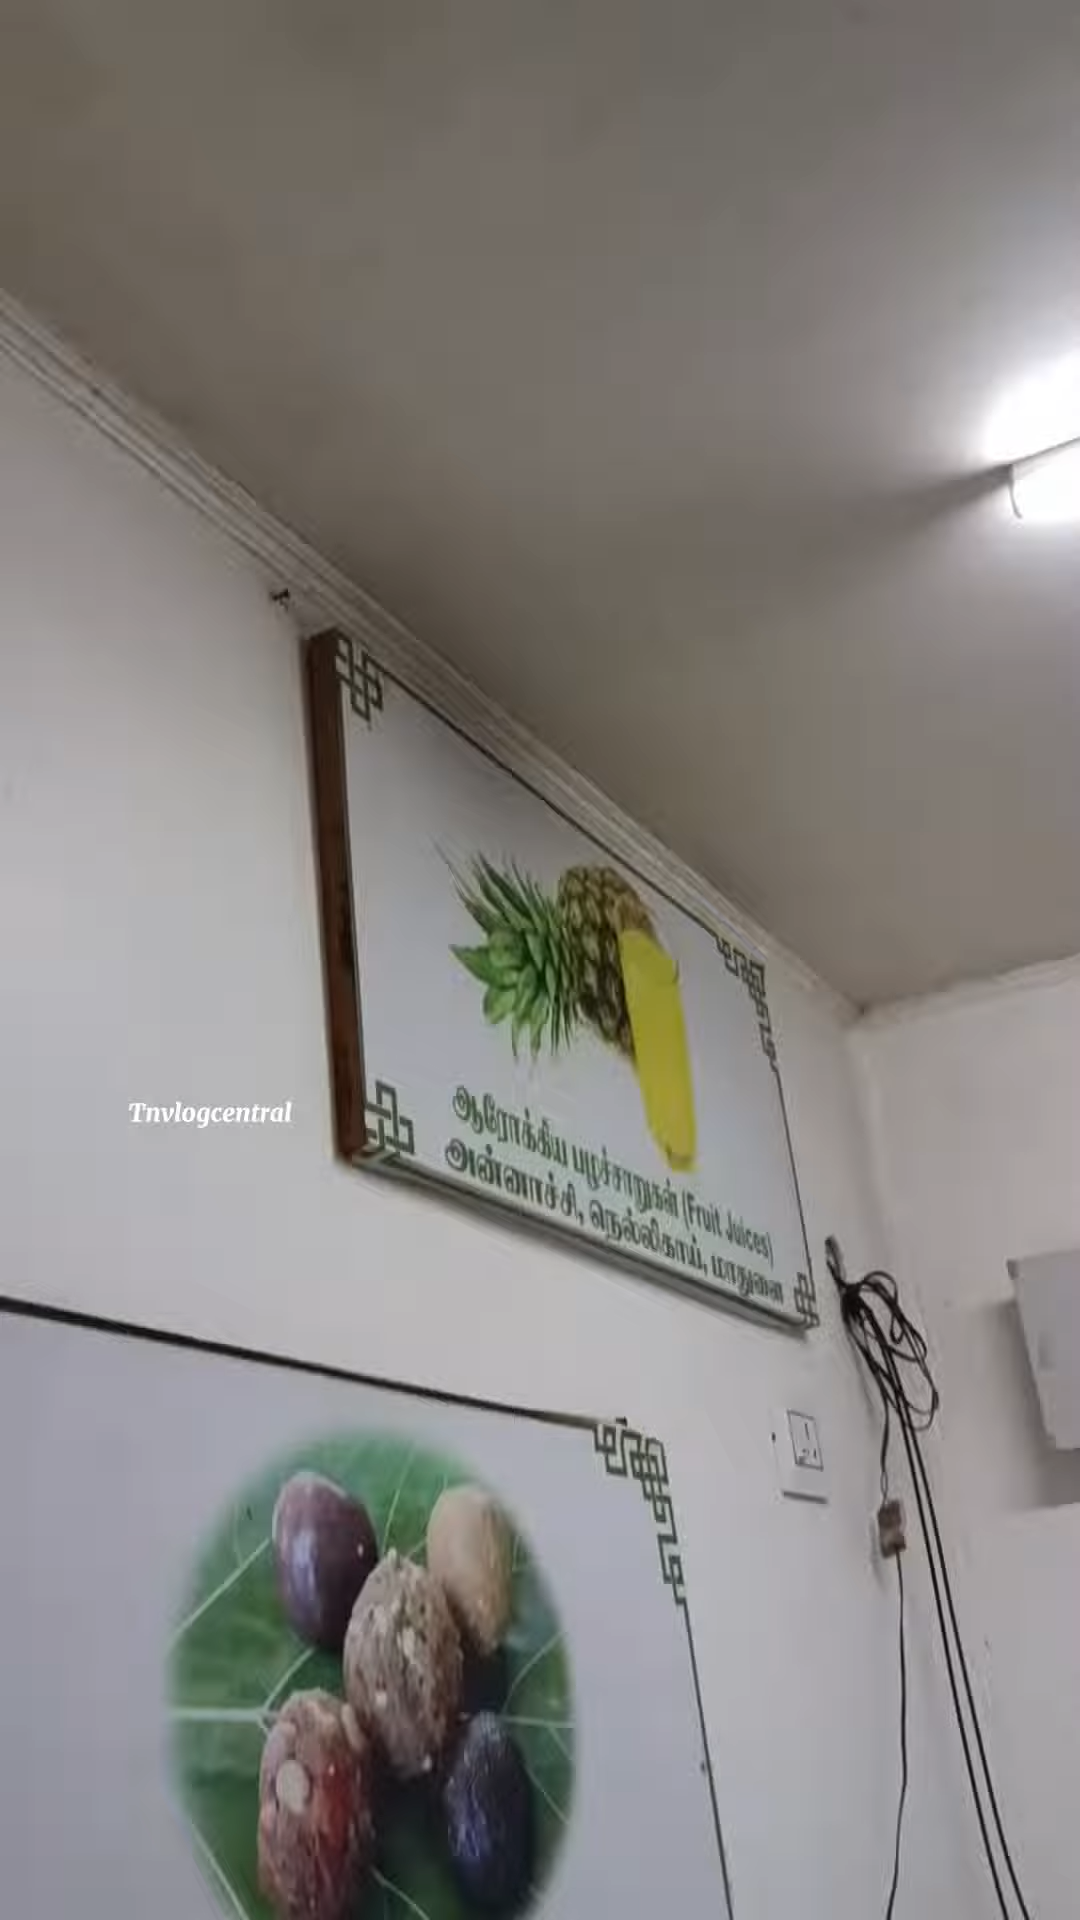 Tnvlogcentral
ஆரோக்கிய பழச்சாறுகள் (Fruit Juices)
அன்னாச்சி, நெல்லிகாய், மாதுளை